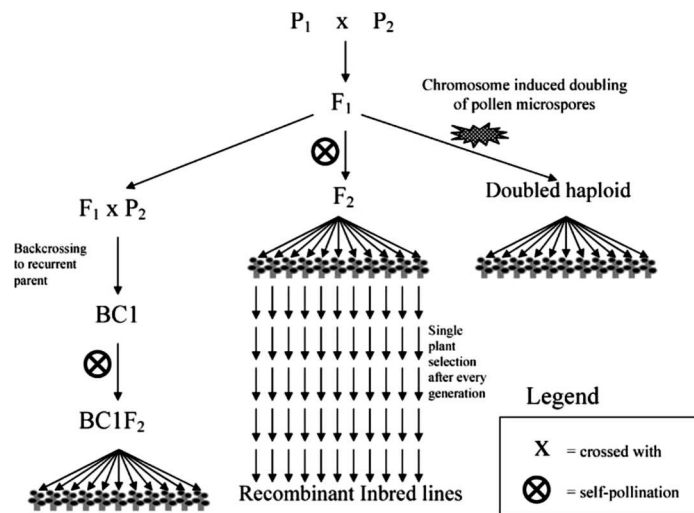 P1 x P2
F1
Chromosome induced doubling
of pollen microspores
F1 x P2
F2
Doubled haploid
Backcrossing
to recurrent
parent
BC1
BC1F2
Single
plant
selection
after every
generation
Recombinant Inbred lines
Legend
X = crossed with
= self-pollination